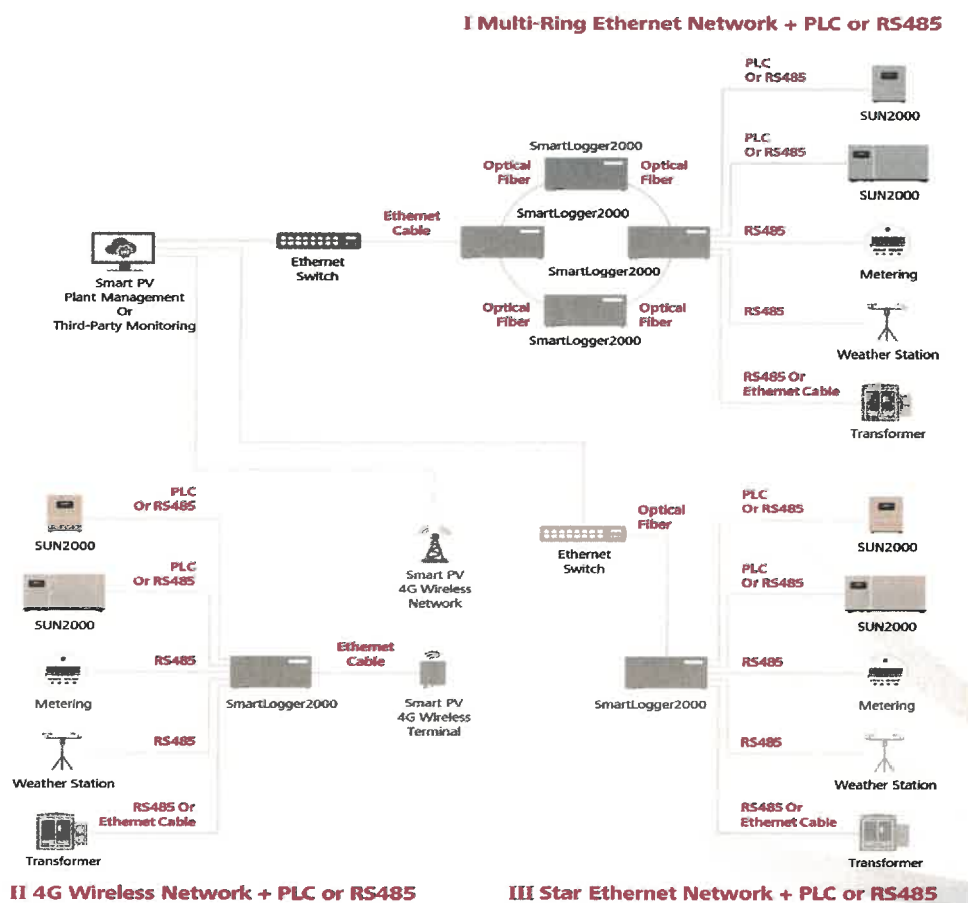 I Multi-Ring Ethernet Network + PLC or RS485
PLC
Or RS485
SUN2000
PLC
Or RS485
SUN2000
SmartLogger2000
Optical
Fiber
Optical
Fiber
SmartLogger2000
Ethernet
Cable
RS485
Metering
Ethernet
Switch
SmartLogger2000
Smart PV
Plant Management
Or
Third-Party Monitoring
Optical
Fiber
Optical
Fiber
SmartLogger2000
RS485
Weather Station
RS485 Or
Ethernet Cable
Transformer
PLC
Or RS485
SUN2000
PLC
Or RS485
SUN2000
Smart PV
4G Wireless
Network
RS485
Metering
Ethernet
Cable
SmartLogger2000
Smart PV
4G Wireless
Terminal
RS485
Weather Station
RS485 Or
Ethernet Cable
Transformer
II 4G Wireless Network + PLC or RS485
Ethernet
Switch
Optical
Fiber
PLC
Or RS485
SUN2000
PLC
Or RS485
SUN2000
SmartLogger2000
RS485
Metering
RS485
Weather Station
RS485 Or
Ethernet Cable
Transformer
III Star Ethernet Network + PLC or RS485